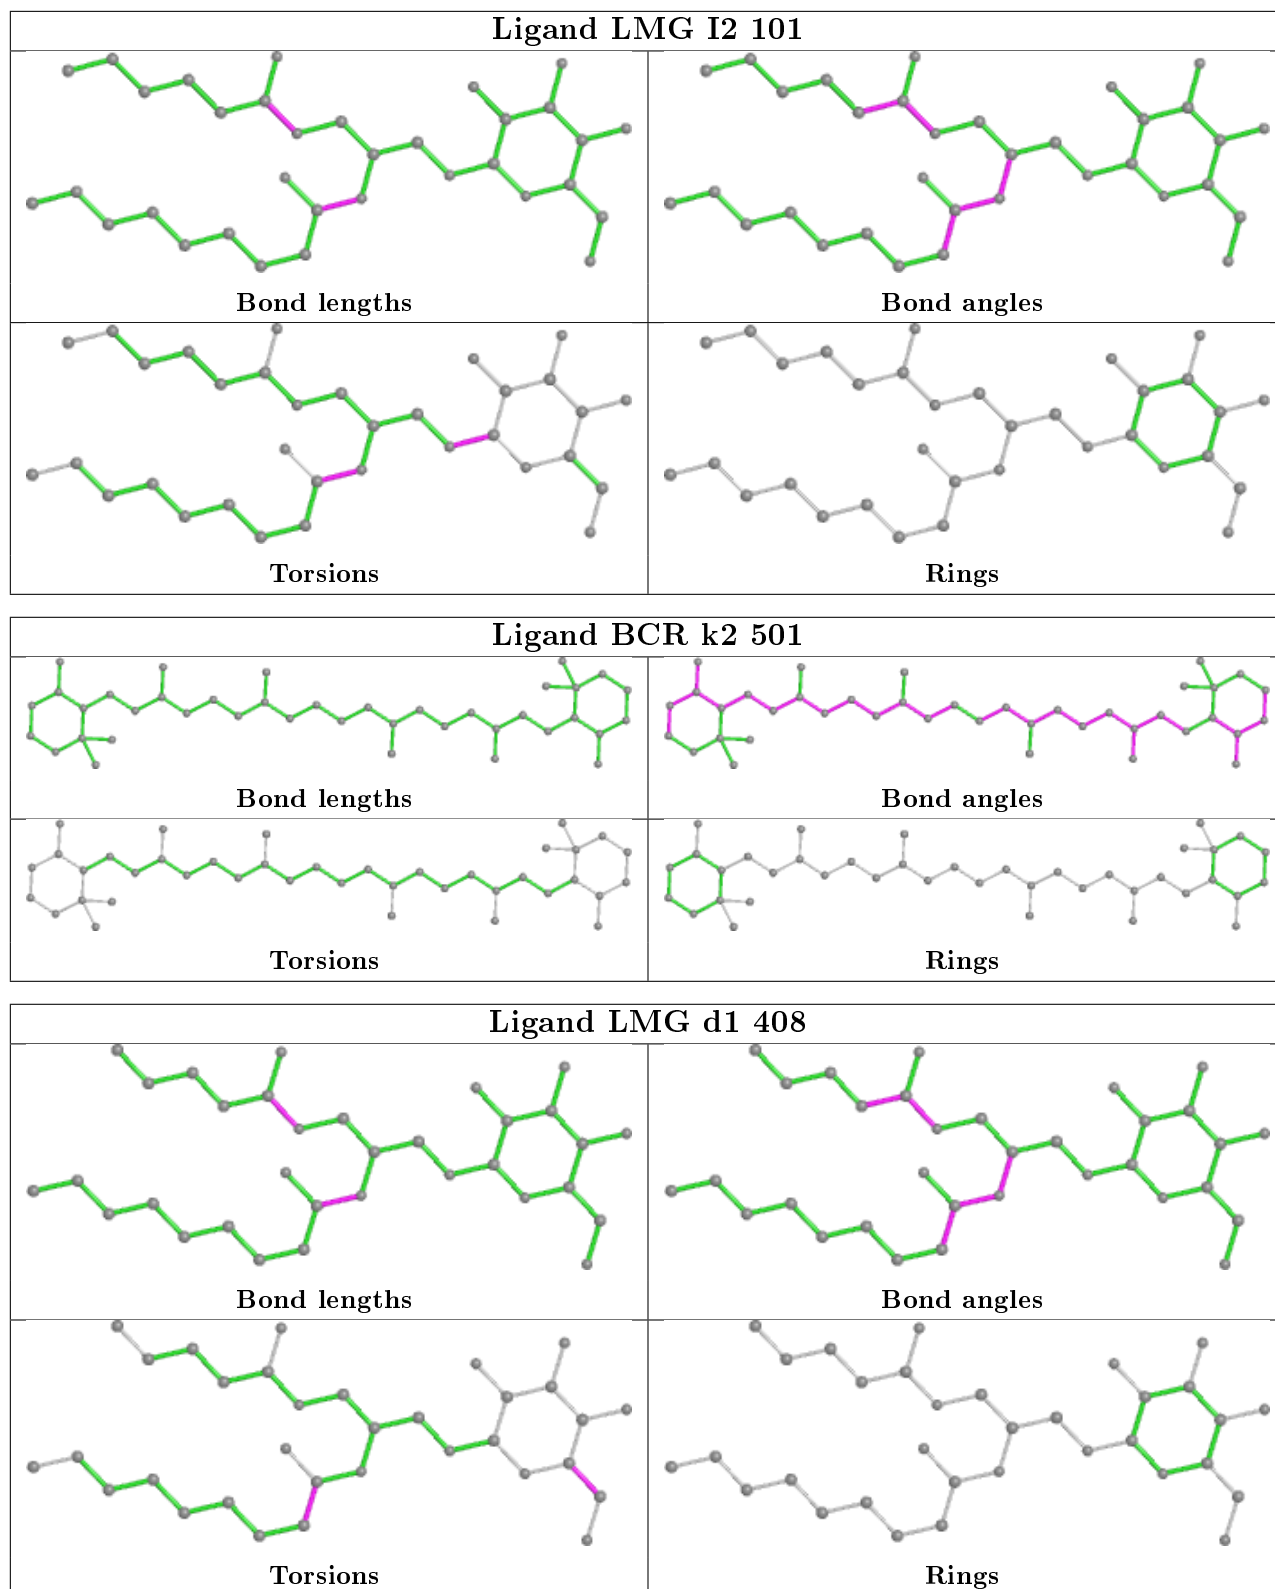 Ligand LMG I2 101
Bond lengths
Bond angles
Torsions
Rings
Ligand BCR k2 501
Bond lengths
Bond angles
Torsions
Rings
Ligand LMG d1 408
Bond lengths
Bond angles
Torsions
Rings